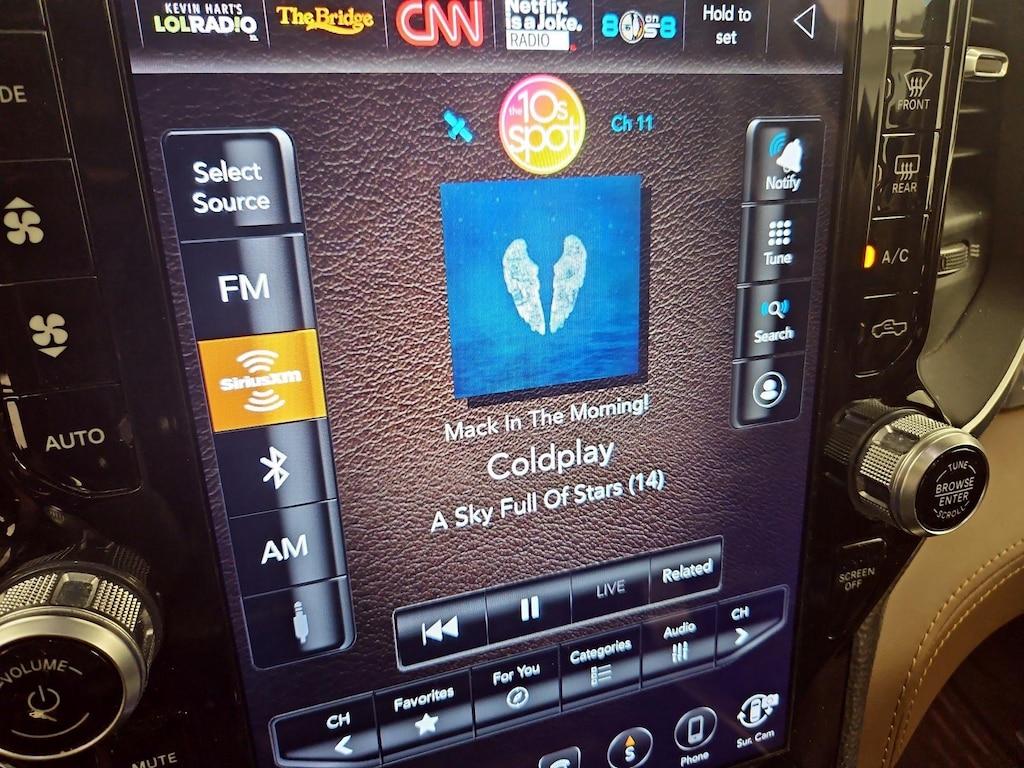 KEVIN HART'S
LOLRADIO
The Bridge
CNN
Netflix
is a Joke.
RADIO
80s on 8
Hold to
set
DE
FRONT
the
10s
spot
Ch 11
Select
Source
Notify
REAR
Tune
A/C
FM
Search
SiriusXM
AUTO
Mack In The Morning!
Coldplay
A Sky Full Of Stars (14)
TUNE
BROWSE
ENTER
SCROLL
AM
LIVE
Related
SCREEN
OFF
VOLUME
CH
Favorites
For You
Categories
Audio
CH
S
Phone
Sur. Cam
MUTE